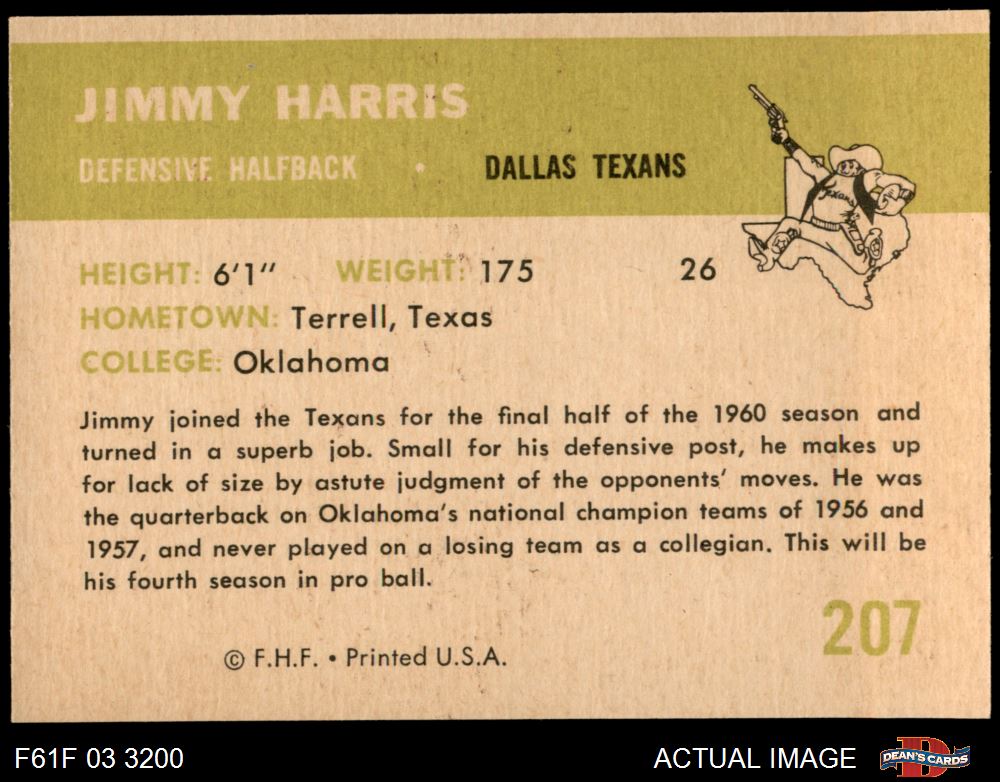 JIMMY HARRIS
DEFENSIVE HALFBACK • DALLAS TEXANS
Texans
HEIGHT: 6'1" WEIGHT: 175 26
HOMETOWN: Terrell, Texas
COLLEGE: Oklahoma
Jimmy joined the Texans for the final half of the 1960 season and
turned in a superb job. Small for his defensive post, he makes up
for lack of size by astute judgment of the opponents' moves. He was
the quarterback on Oklahoma's national champion teams of 1956 and
1957, and never played on a losing team as a collegian. This will be
his fourth season in pro ball.
207
© F.H.F. • Printed U.S.A.
F61F 03 3200 ACTUAL IMAGE DEAN'S CARDS